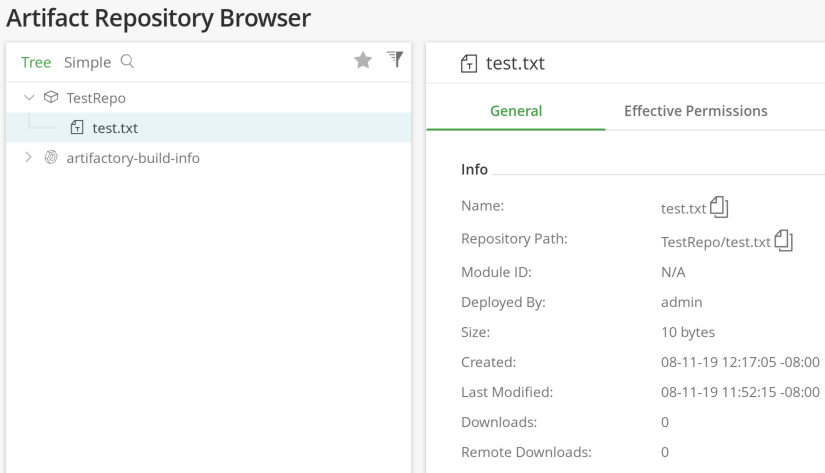 Artifact Repository Browser
Tree Simple
TestRepo
test.txt
artifactory-build-info
test.txt
General Effective Permissions
Info
Name: test.txt
Repository Path: TestRepo/test.txt
Module ID: N/A
Deployed By: admin
Size: 10 bytes
Created: 08-11-19 12:17:05 -08:00
Last Modified: 08-11-19 11:52:15 -08:00
Downloads: 0
Remote Downloads: 0